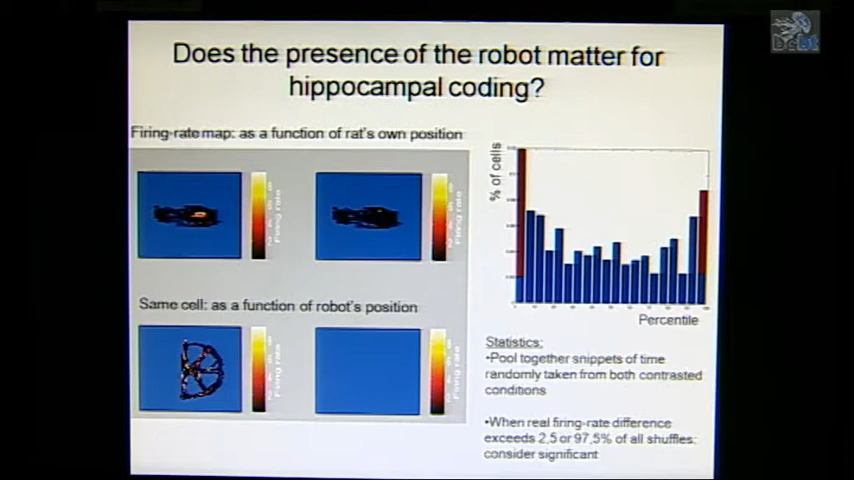 Does the presence of the robot matter for
hippocampal coding?
Firing-rate map: as a function of rat's own position
Firing rate
Firing rate
% of cells
Percentile
Same cell: as a function of robot's position
Firing rate
Firing rate
Statistics:
•Pool together snippets of time
randomly taken from both contrasted
conditions
•When real firing-rate difference
exceeds 2,5 or 97,5% of all shuffles:
consider significant